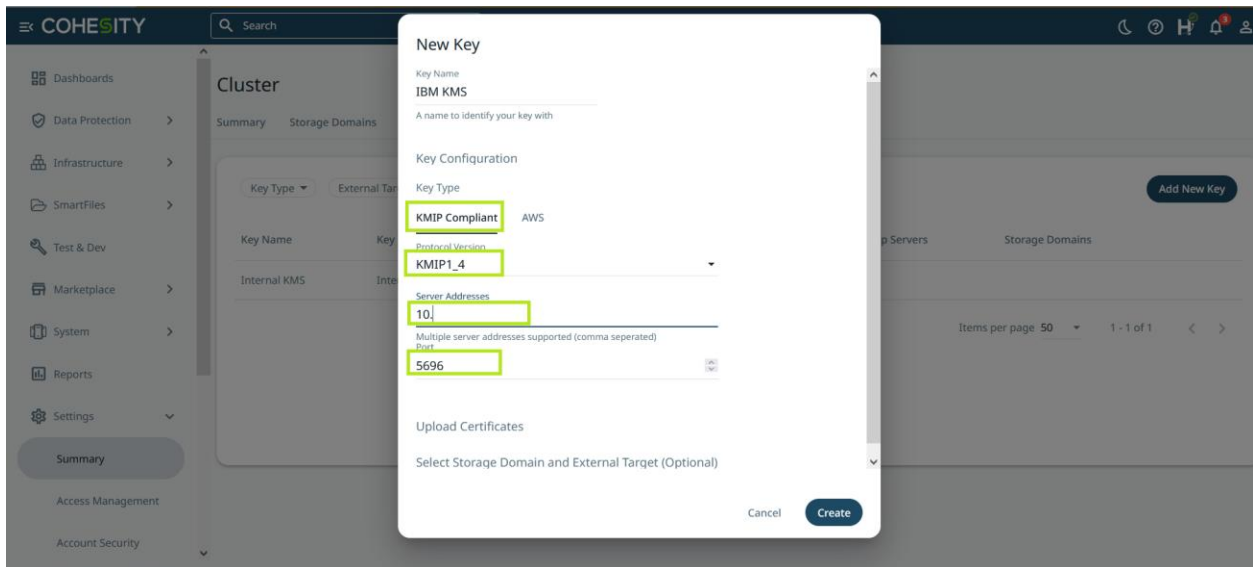 COHESITY
Search
3
Dashboards
Data Protection
Infrastructure
SmartFiles
Test & Dev
Marketplace
System
Reports
Settings
Summary
Access Management
Account Security
Cluster
Summary Storage Domains
Key Type External Tar
Add New Key
Key Name Key p Servers Storage Domains
Internal KMS Inte
Items per page 50 1 - 1 of 1
New Key
Key Name
IBM KMS
A name to identify your key with
Key Configuration
Key Type
KMIP Compliant AWS
Protocol Version
KMIP1_4
Server Addresses
10.
Multiple server addresses supported (comma seperated)
Port
5696
Upload Certificates
Select Storage Domain and External Target (Optional)
Cancel Create